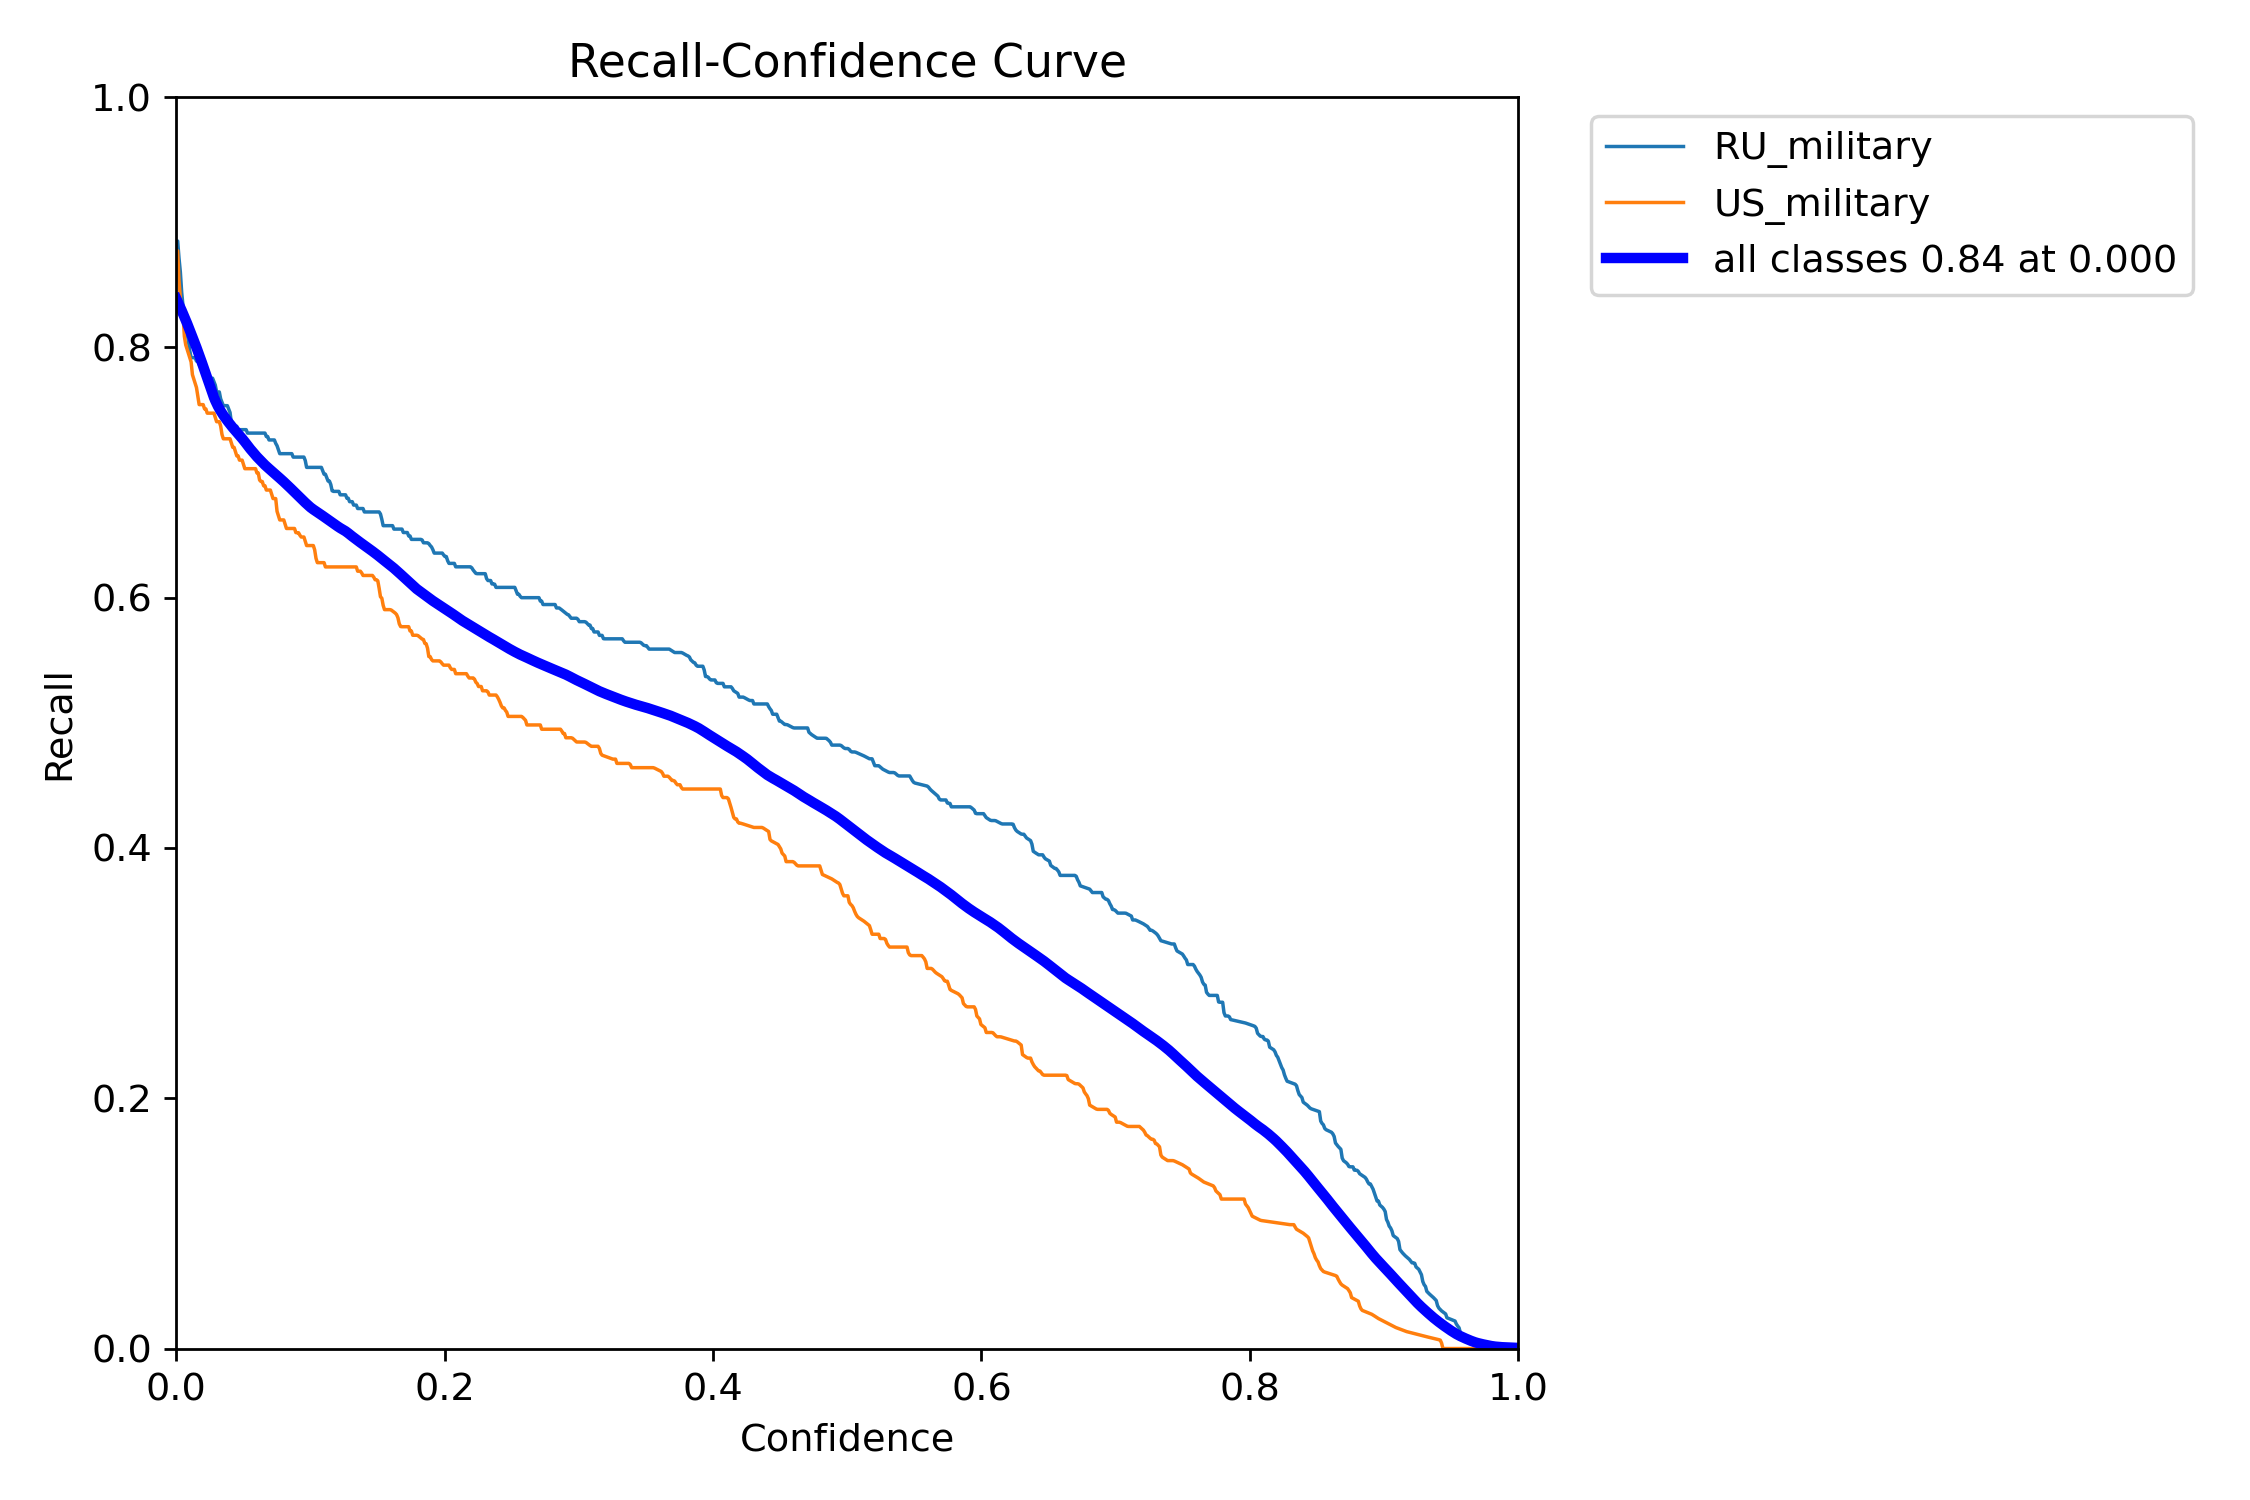 Recall-Confidence Curve
RU_military
US_military
all classes 0.84 at 0.000
Recall
1.0
0.8
0.6
0.4
0.2
0.0
0.0 0.2 0.4 0.6 0.8 1.0
Confidence